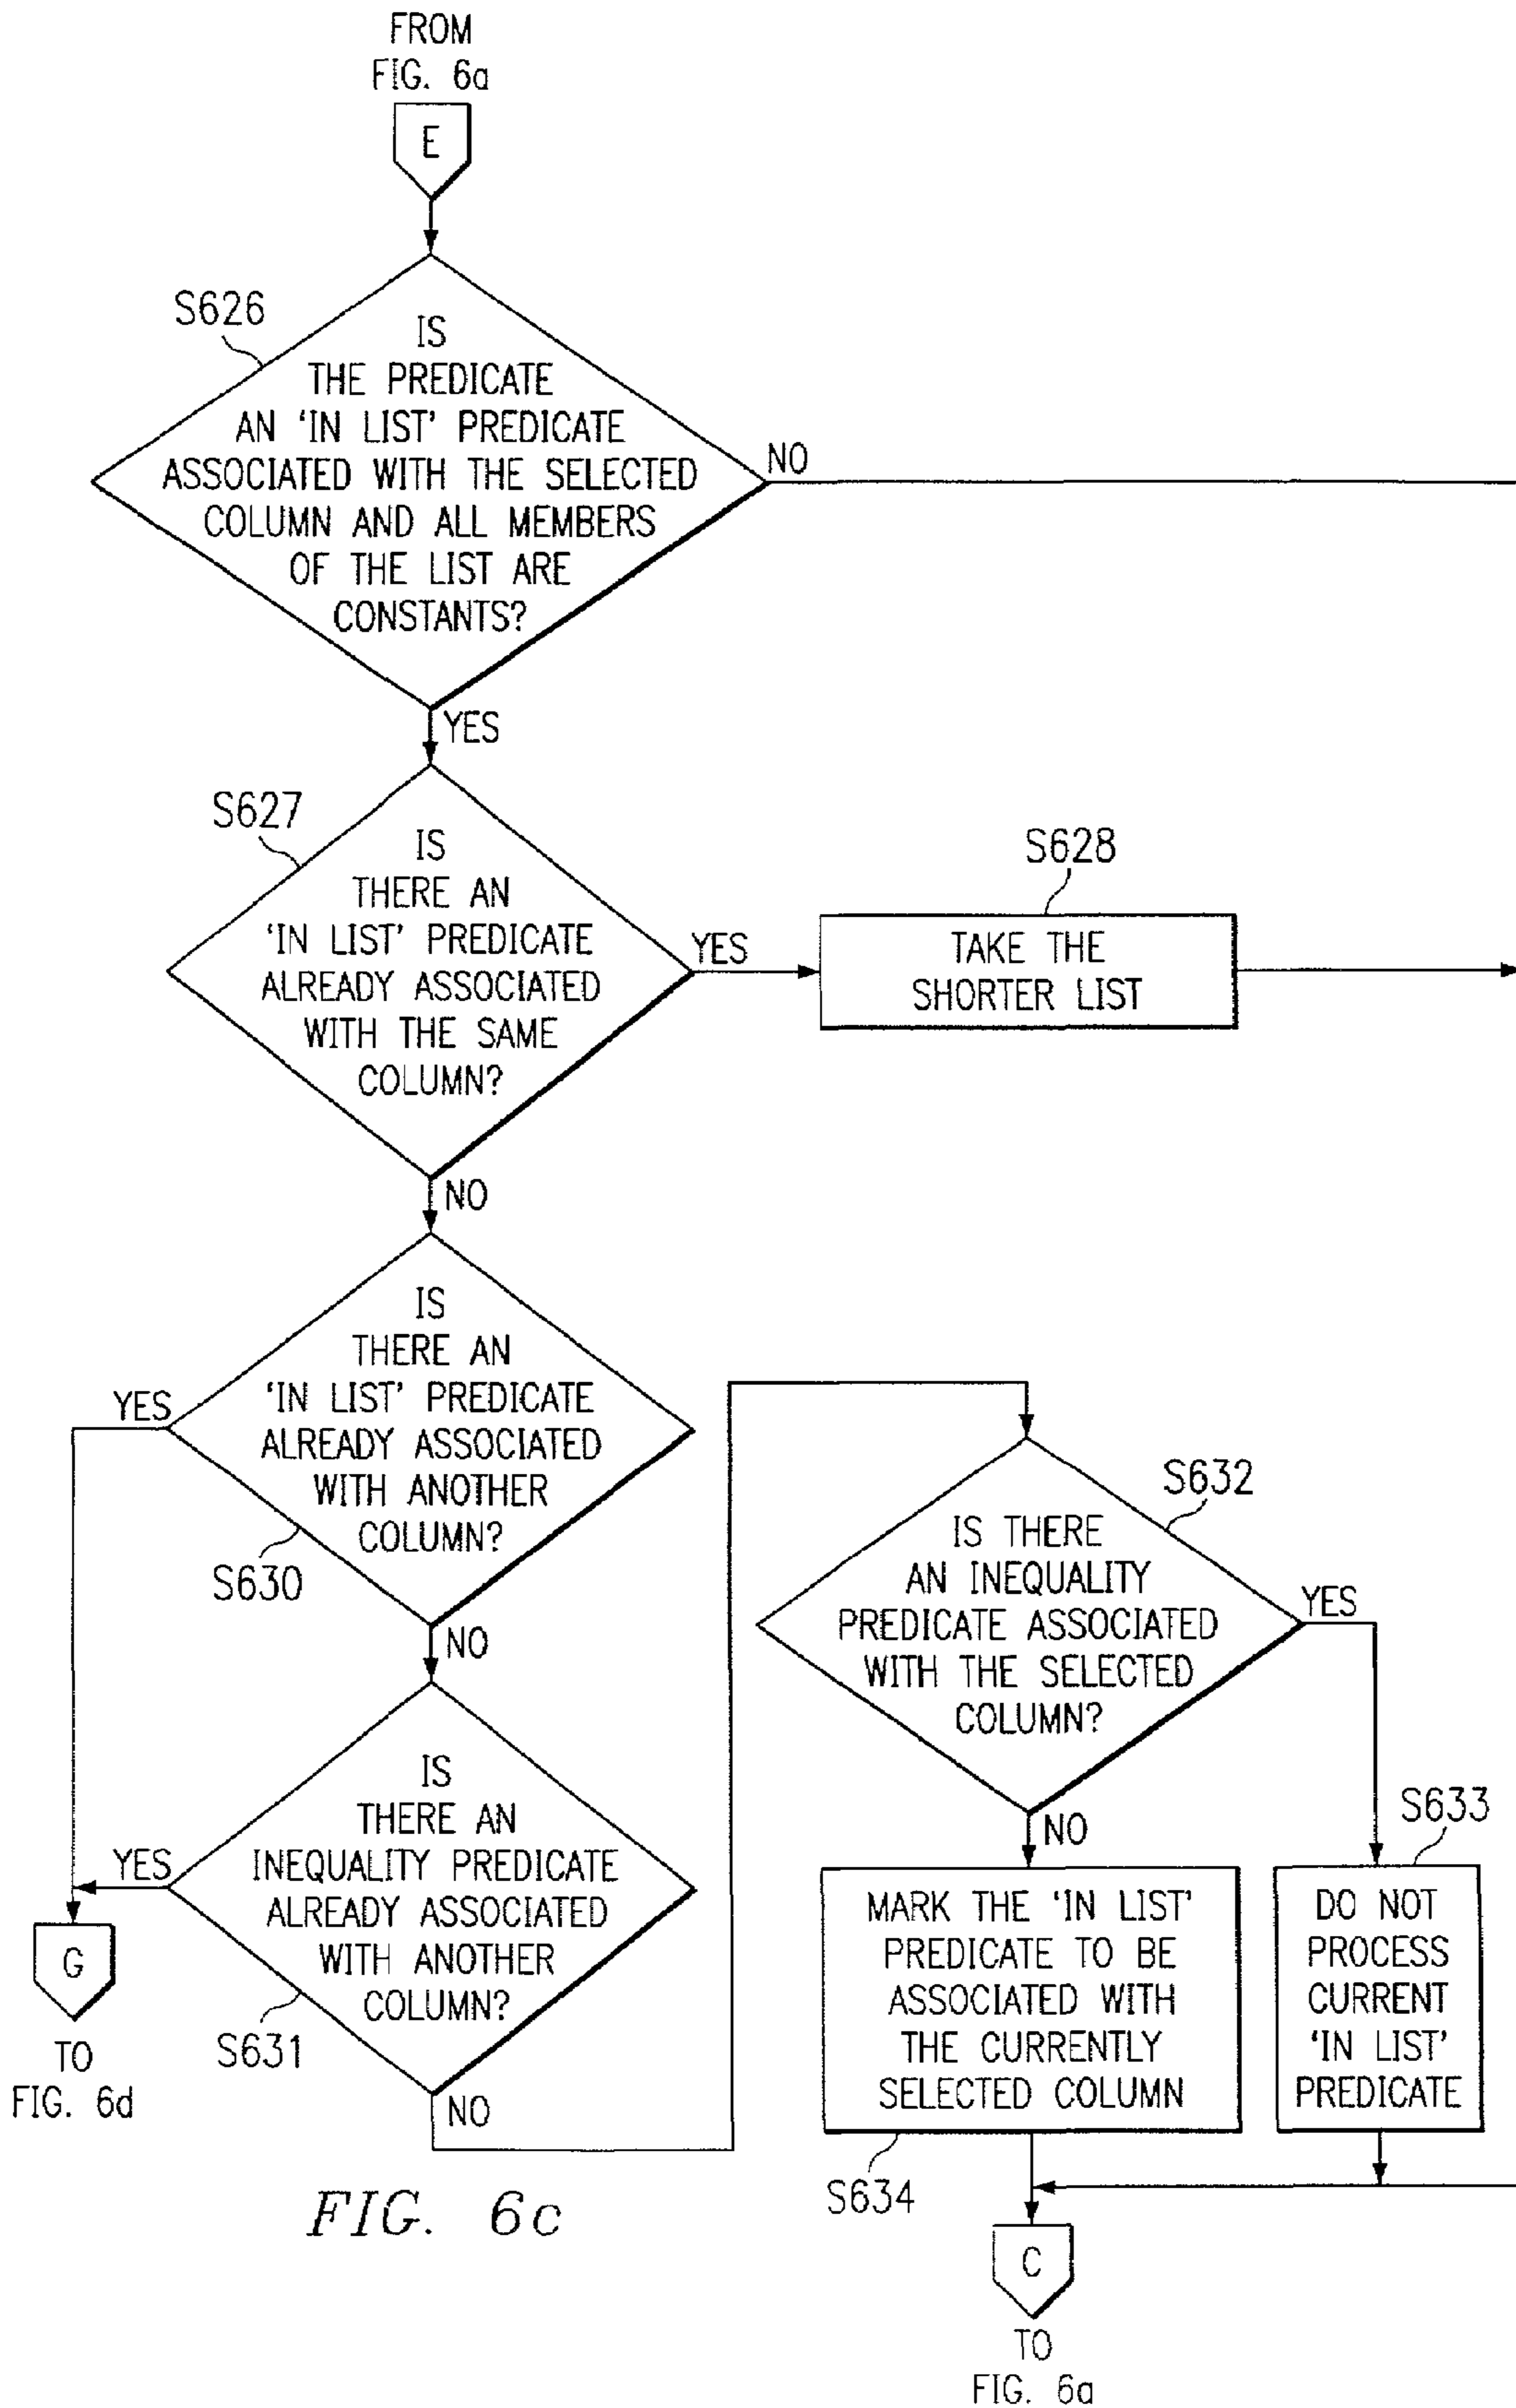 FROM
FIG. 6a
E
S626
IS
THE PREDICATE
AN ‘IN LIST’ PREDICATE
ASSOCIATED WITH THE SELECTED
COLUMN AND ALL MEMBERS
OF THE LIST ARE
CONSTANTS?
NO
YES
S627
IS
THERE AN
‘IN LIST’ PREDICATE
ALREADY ASSOCIATED
WITH THE SAME
COLUMN?
YES
S628
TAKE THE
SHORTER LIST
NO
IS
THERE AN
‘IN LIST’ PREDICATE
ALREADY ASSOCIATED
WITH ANOTHER
COLUMN?
YES
S630
NO
IS
THERE AN
INEQUALITY PREDICATE
ALREADY ASSOCIATED
WITH ANOTHER
COLUMN?
YES
S631
NO
G
TO
FIG. 6d
S632
IS THERE
AN INEQUALITY
PREDICATE ASSOCIATED
WITH THE SELECTED
COLUMN?
YES
NO
S633
DO NOT
PROCESS
CURRENT
‘IN LIST’
PREDICATE
MARK THE ‘IN LIST’
PREDICATE TO BE
ASSOCIATED WITH
THE CURRENTLY
SELECTED COLUMN
S634
C
TO
FIG. 6a
FIG. 6c